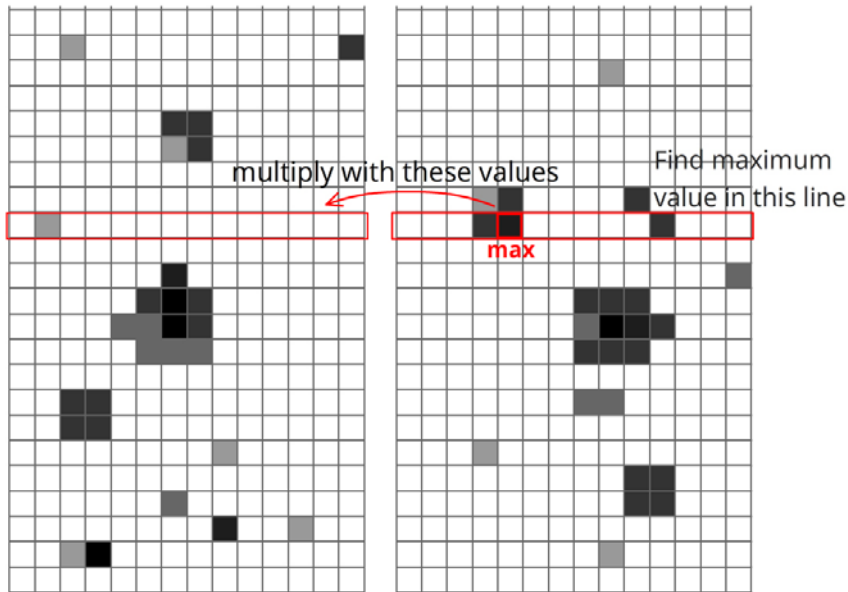 Find maximum
multiply with these values
value in this line
max